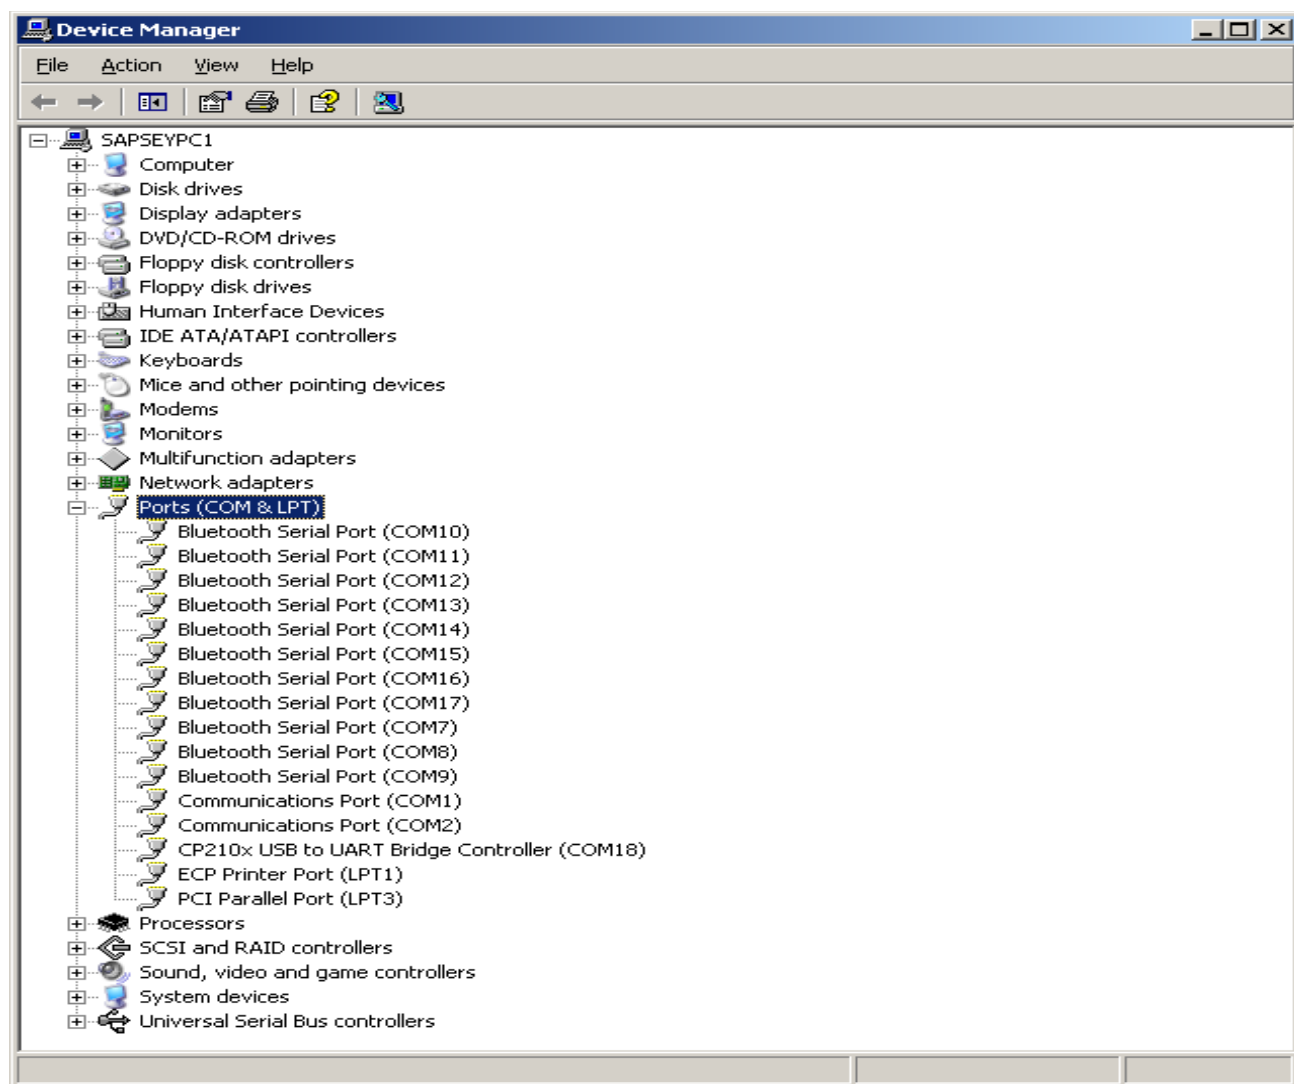 Device Manager
File Action View Help
SAPSEYPC1
Computer
Disk drives
Display adapters
DVD/CD-ROM drives
Floppy disk controllers
Floppy disk drives
Human Interface Devices
IDE ATA/ATAPI controllers
Keyboards
Mice and other pointing devices
Modems
Monitors
Multifunction adapters
Network adapters
Ports (COM & LPT)
Bluetooth Serial Port (COM10)
Bluetooth Serial Port (COM11)
Bluetooth Serial Port (COM12)
Bluetooth Serial Port (COM13)
Bluetooth Serial Port (COM14)
Bluetooth Serial Port (COM15)
Bluetooth Serial Port (COM16)
Bluetooth Serial Port (COM17)
Bluetooth Serial Port (COM7)
Bluetooth Serial Port (COM8)
Bluetooth Serial Port (COM9)
Communications Port (COM1)
Communications Port (COM2)
CP210x USB to UART Bridge Controller (COM18)
ECP Printer Port (LPT1)
PCI Parallel Port (LPT3)
Processors
SCSI and RAID controllers
Sound, video and game controllers
System devices
Universal Serial Bus controllers